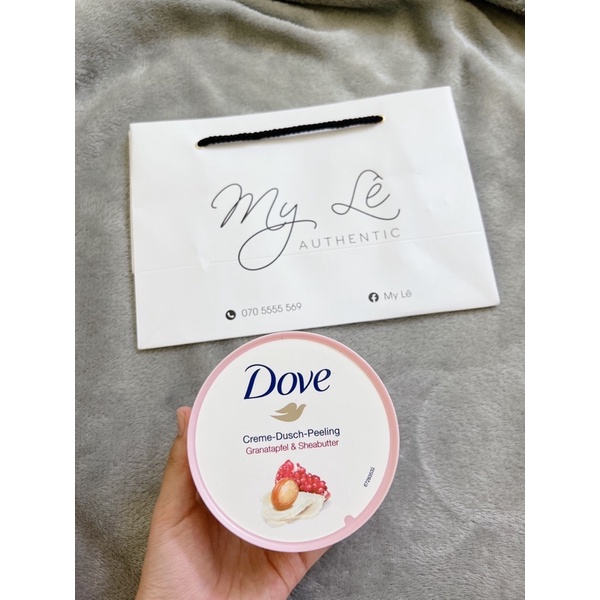 My Lê
AUTHENTIC
070 5555 569
My Lê
Dove
Creme-Dusch-Peeling
Granatapfel & Sheabutter